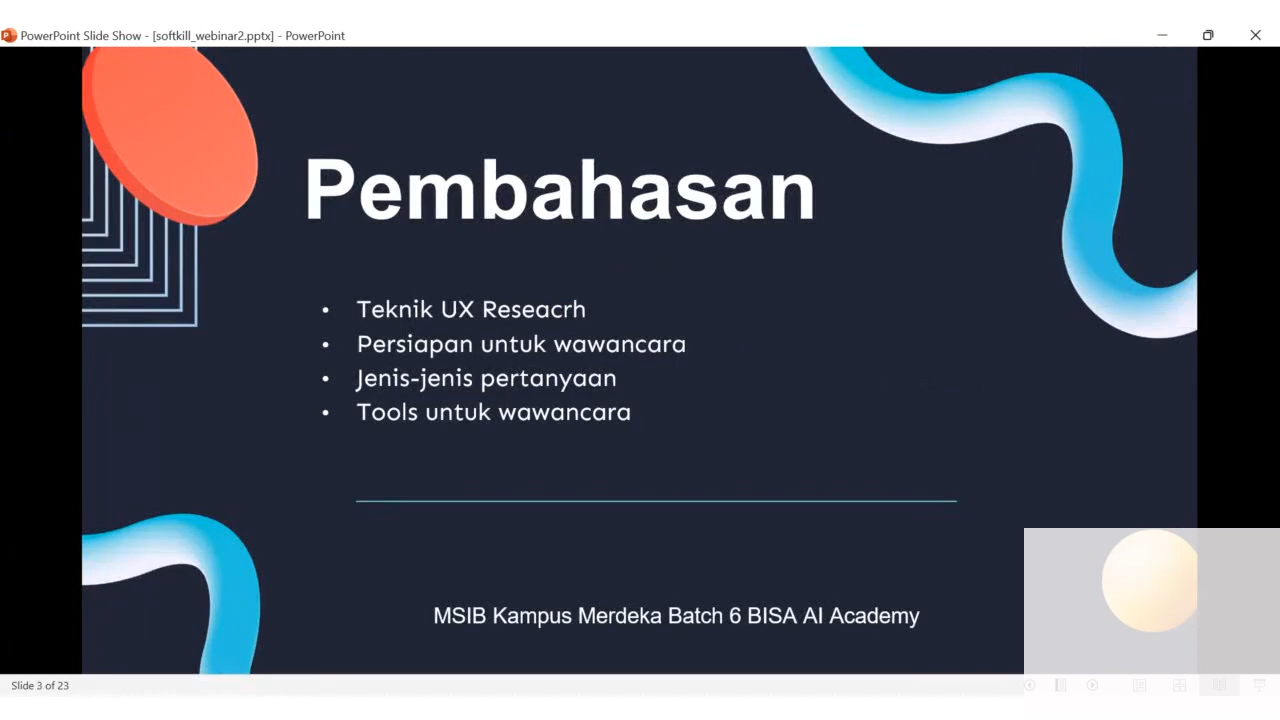 PowerPoint Slide Show - [softkill_webinar2.pptx] - PowerPoint
Pembahasan
• Teknik UX Reseacrh
• Persiapan untuk wawancara
• Jenis-jenis pertanyaan
• Tools untuk wawancara
MSIB Kampus Merdeka Batch 6 BISA AI Academy
Slide 3 of 23